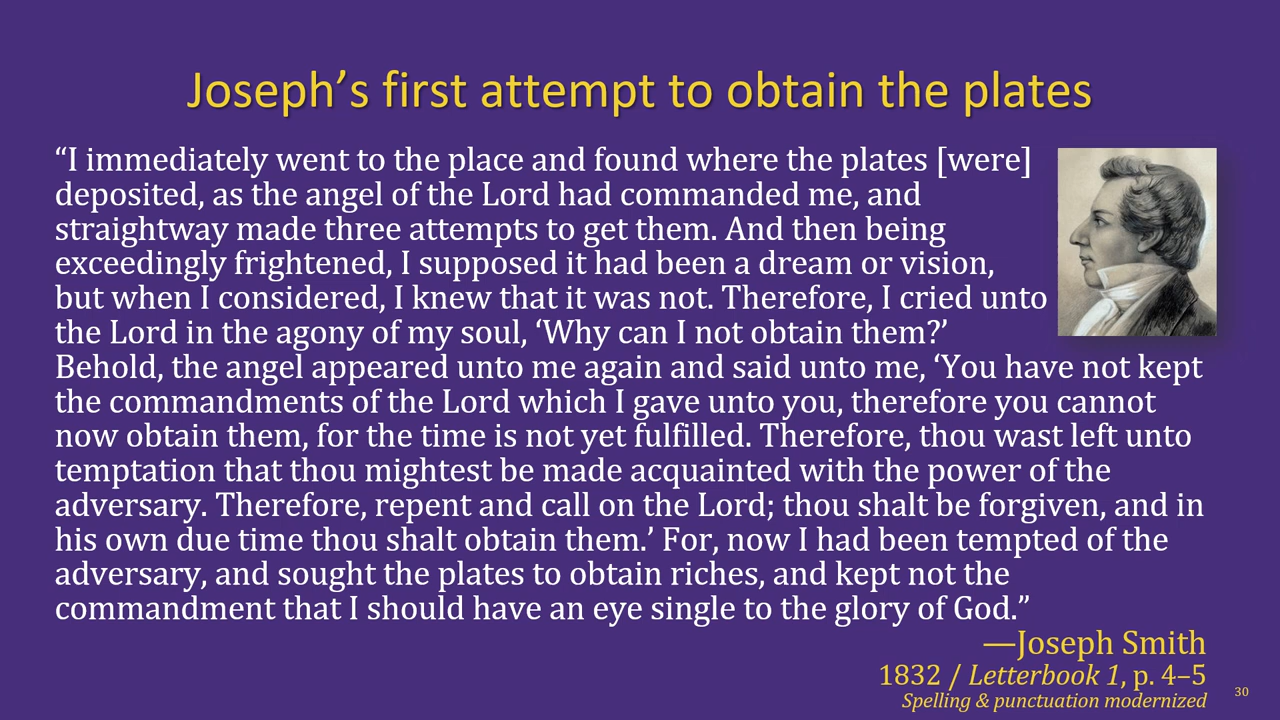 Joseph’s first attempt to obtain the plates
“I immediately went to the place and found where the plates [were]
deposited, as the angel of the Lord had commanded me, and
straightway made three attempts to get them. And then being
exceedingly frightened, I supposed it had been a dream or vision,
but when I considered, I knew that it was not. Therefore, I cried unto
the Lord in the agony of my soul, ‘Why can I not obtain them?’
Behold, the angel appeared unto me again and said unto me, ‘You have not kept
the commandments of the Lord which I gave unto you, therefore you cannot
now obtain them, for the time is not yet fulfilled. Therefore, thou wast left unto
temptation that thou mightest be made acquainted with the power of the
adversary. Therefore, repent and call on the Lord; thou shalt be forgiven, and in
his own due time thou shalt obtain them.’ For, now I had been tempted of the
adversary, and sought the plates to obtain riches, and kept not the
commandment that I should have an eye single to the glory of God.”
—Joseph Smith
1832 / Letterbook 1, p. 4–5
Spelling & punctuation modernized
30